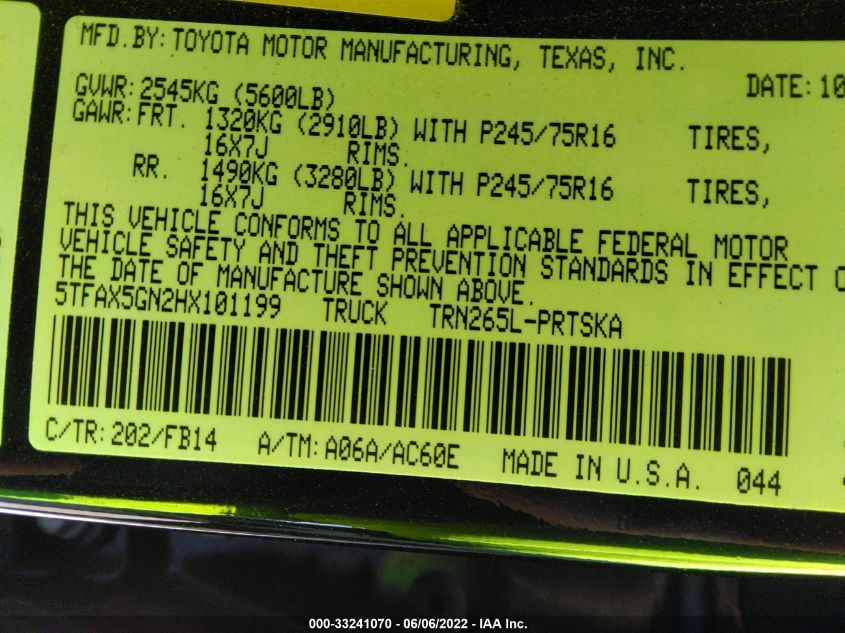 MFD.BY: TOYOTA MOTOR MANUFACTURING, TEXAS, INC.
DATE: 10
GVWR: 2545KG (5600LB)
GAWR: FRT. 1320KG (2910LB) WITH P245/75R16 TIRES,
16X7J RIMS.
RR. 1490KG (3280LB) WITH P245/75R16 TIRES,
16X7J RIMS.
THIS VEHICLE CONFORMS TO ALL APPLICABLE FEDERAL MOTOR
VEHICLE SAFETY AND THEFT PREVENTION STANDARDS IN EFFECT
THE DATE OF MANUFACTURE SHOWN ABOVE.
5TFAX5GN2HX101199 TRUCK TRN265L-PRTSKA
C/TR: 202/FB14 A/TM: A06A/AC60E MADE IN U.S.A. 044
000-33241070 - 06/06/2022 - IAA Inc.